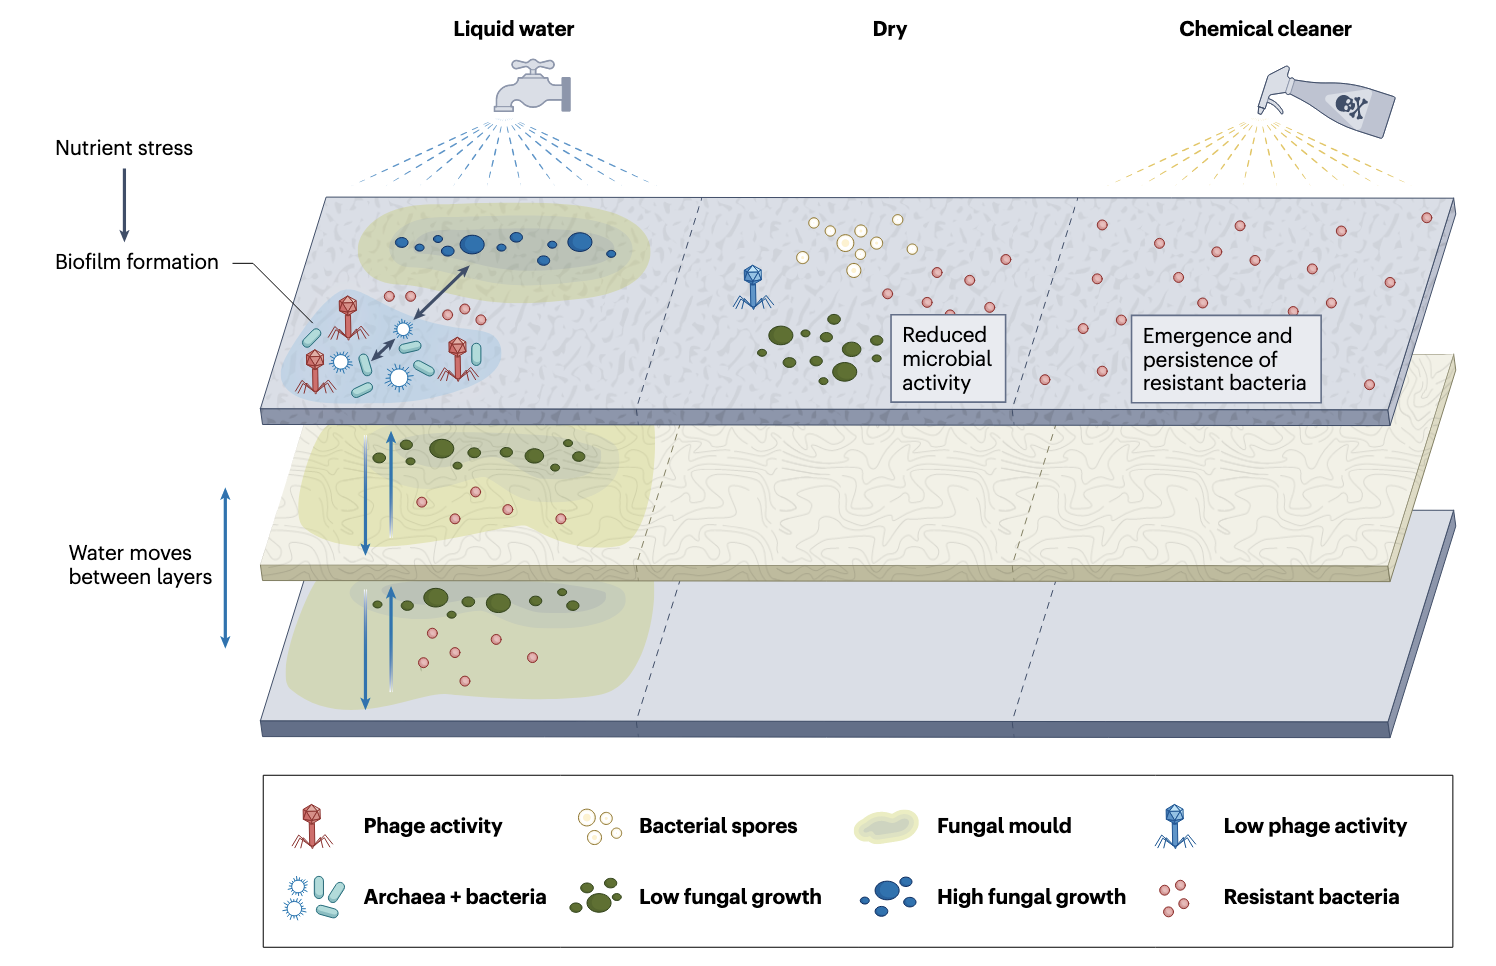 Liquid water
Dry
Chemical cleaner
Nutrient stress
Biofilm formation
Reduced
microbial
activity
Emergence and
persistence of
resistant bacteria
Water moves
between layers
Phage activity
Bacterial spores
Fungal mould
Low phage activity
Archaea + bacteria
Low fungal growth
High fungal growth
Resistant bacteria